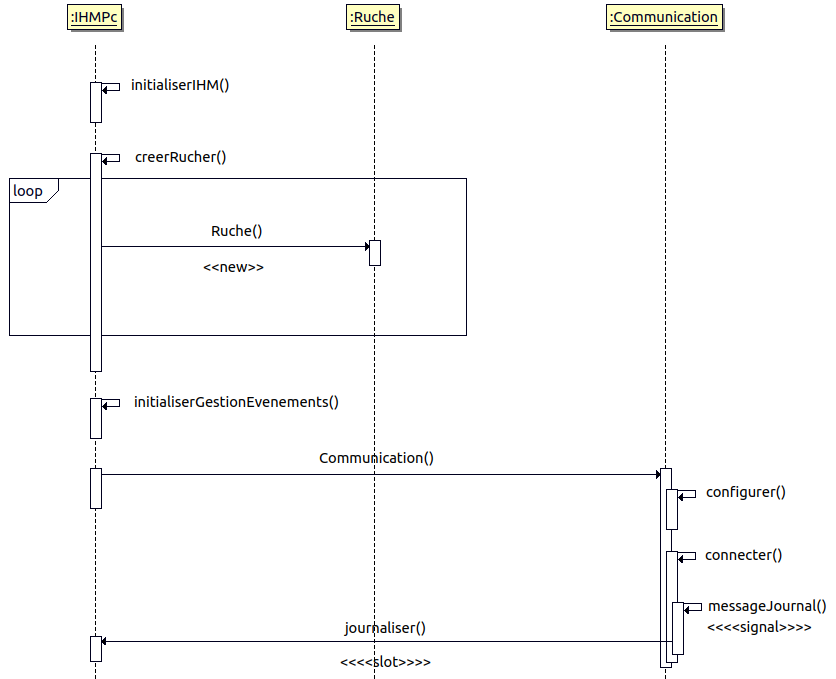 :IHMPc
:Ruche
:Communication
initialiserIHM()
creerRucher()
loop
Ruche()
<<new>>
initialiserGestionEvenements()
Communication()
configurer()
connecter()
messageJournal()
<<<<signal>>>>
journaliser()
<<<<slot>>>>